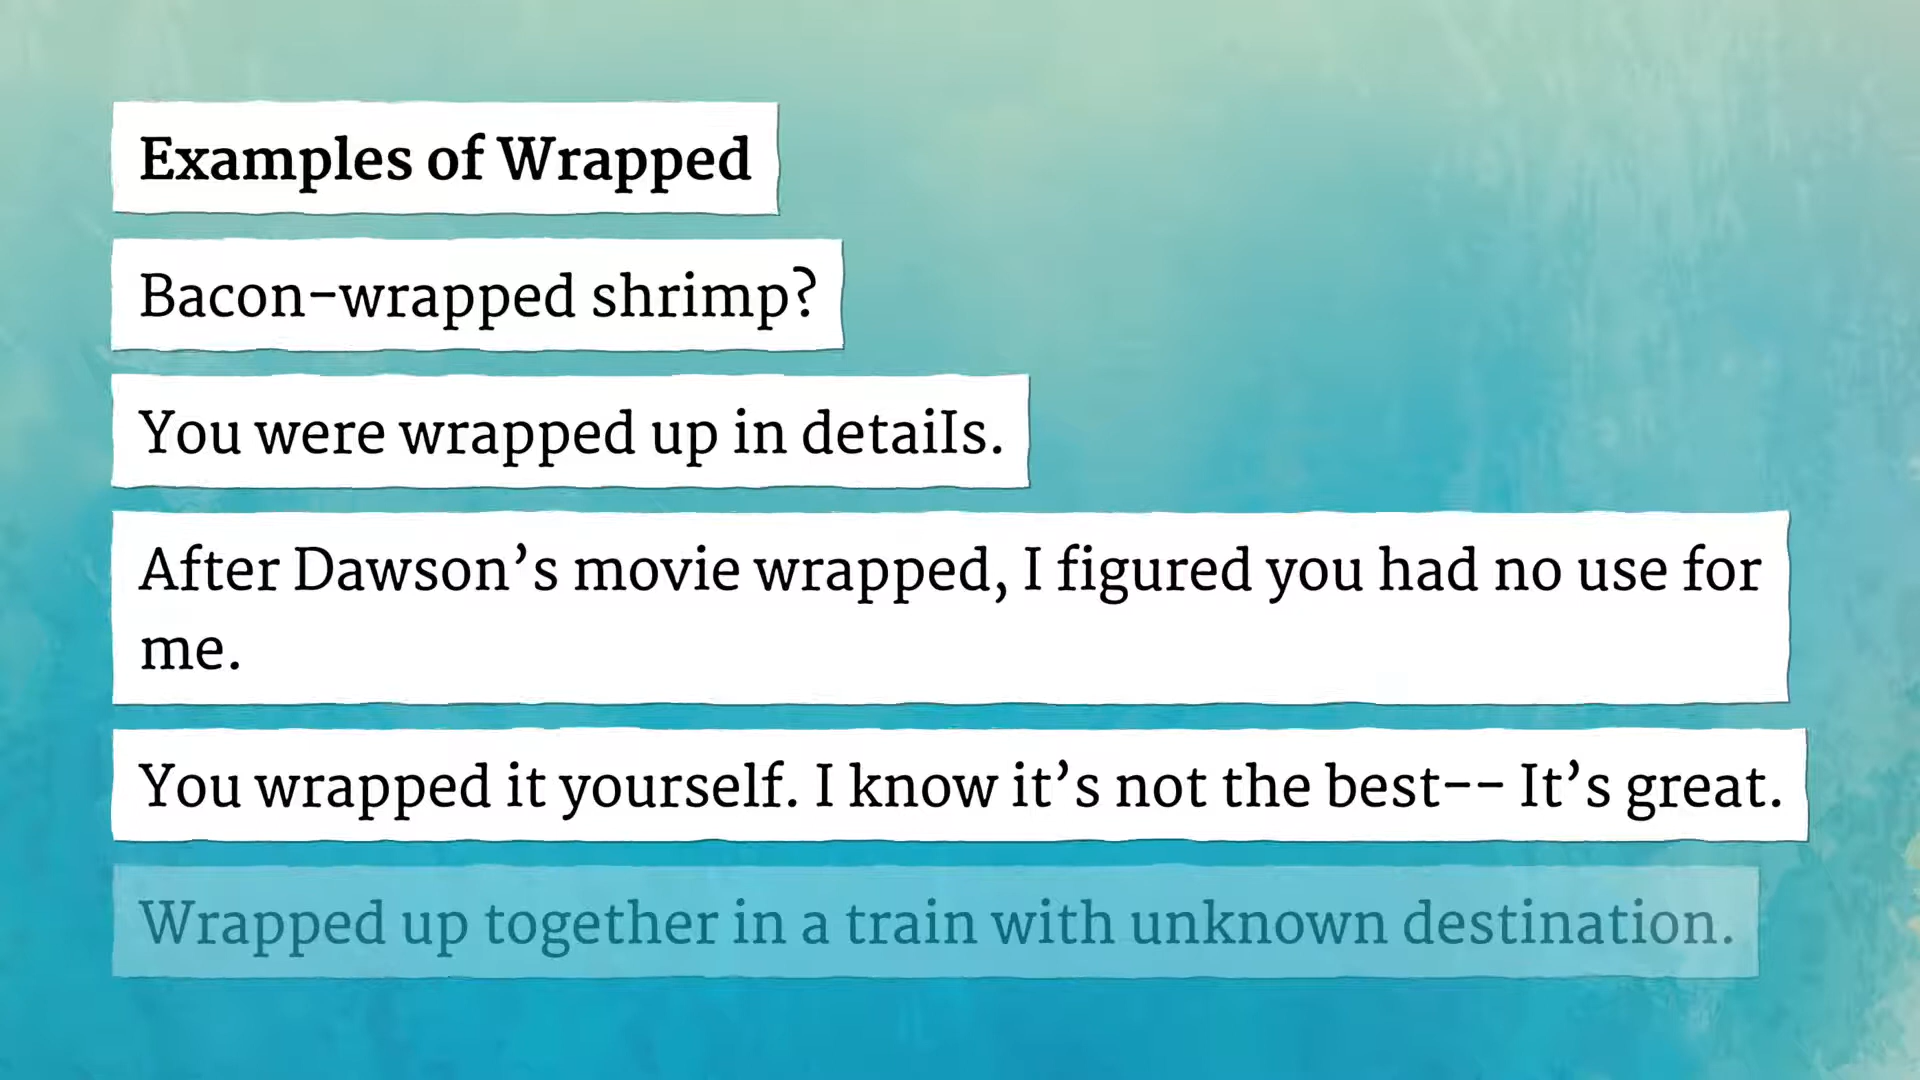 Examples of Wrapped
Bacon-wrapped shrimp?
You were wrapped up in detaiIs.
After Dawson’s movie wrapped, I figured you had no use for
me.
You wrapped it yourself. I know it’s not the best-- It’s great.
Wrapped up together in a train with unknown destination.